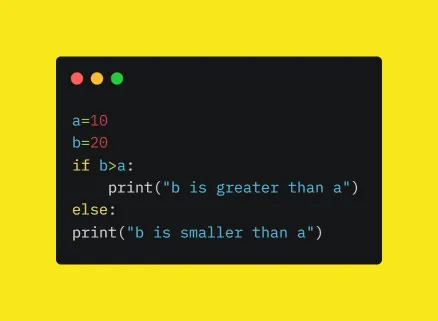 a=10
b=20
if b>a:
    print("b is greater than a")
else:
print("b is smaller than a")